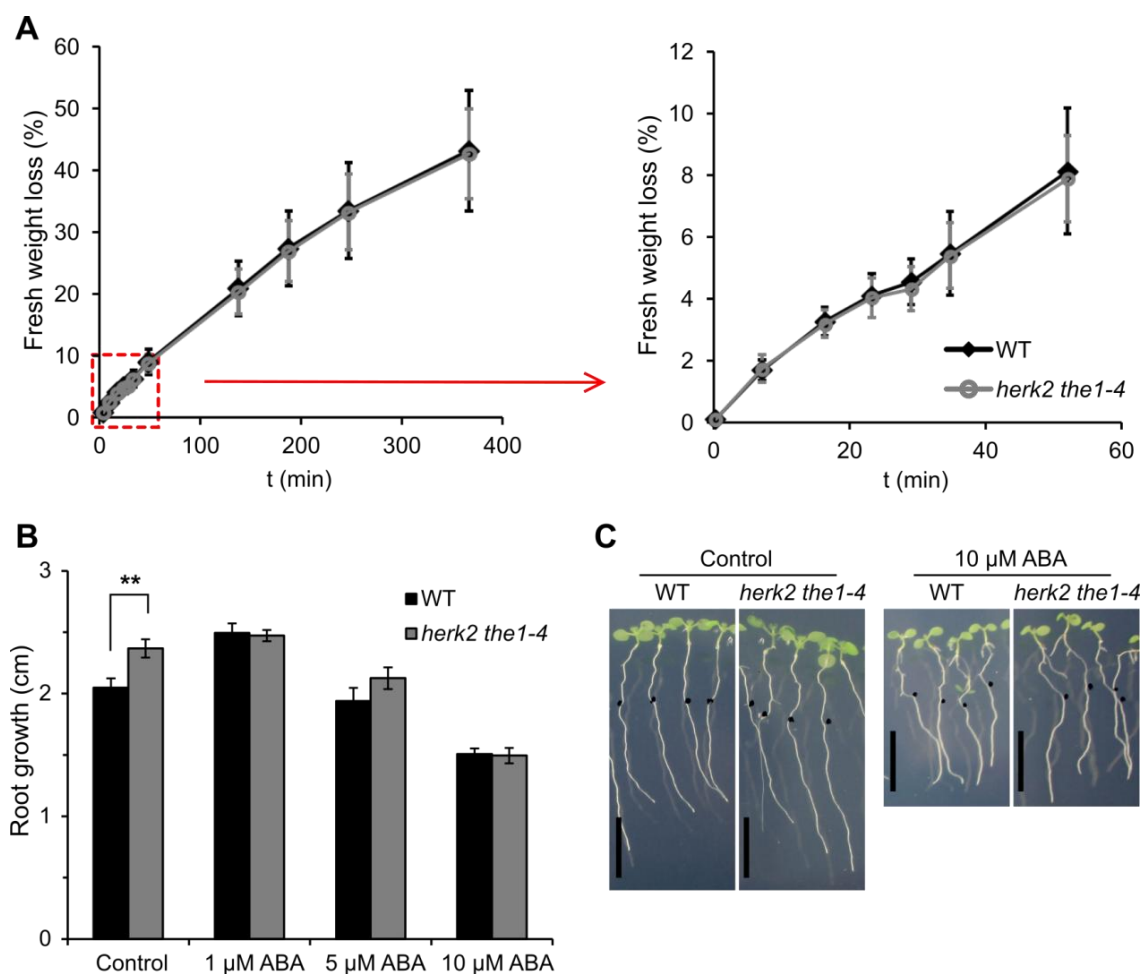 A
60
50
40
30
20
10
0
Fresh weight loss (%)
0 100 200 300 400
t (min)
12
10
8
6
4
2
0
Fresh weight loss (%)
0 20 40 60
t (min)
WT
herk2 the1-4
B
3
2
1
0
Root growth (cm)
**
WT
herk2 the1-4
Control 1 µM ABA 5 µM ABA 10 µM ABA
C
Control 10 µM ABA
WT herk2 the1-4 WT herk2 the1-4